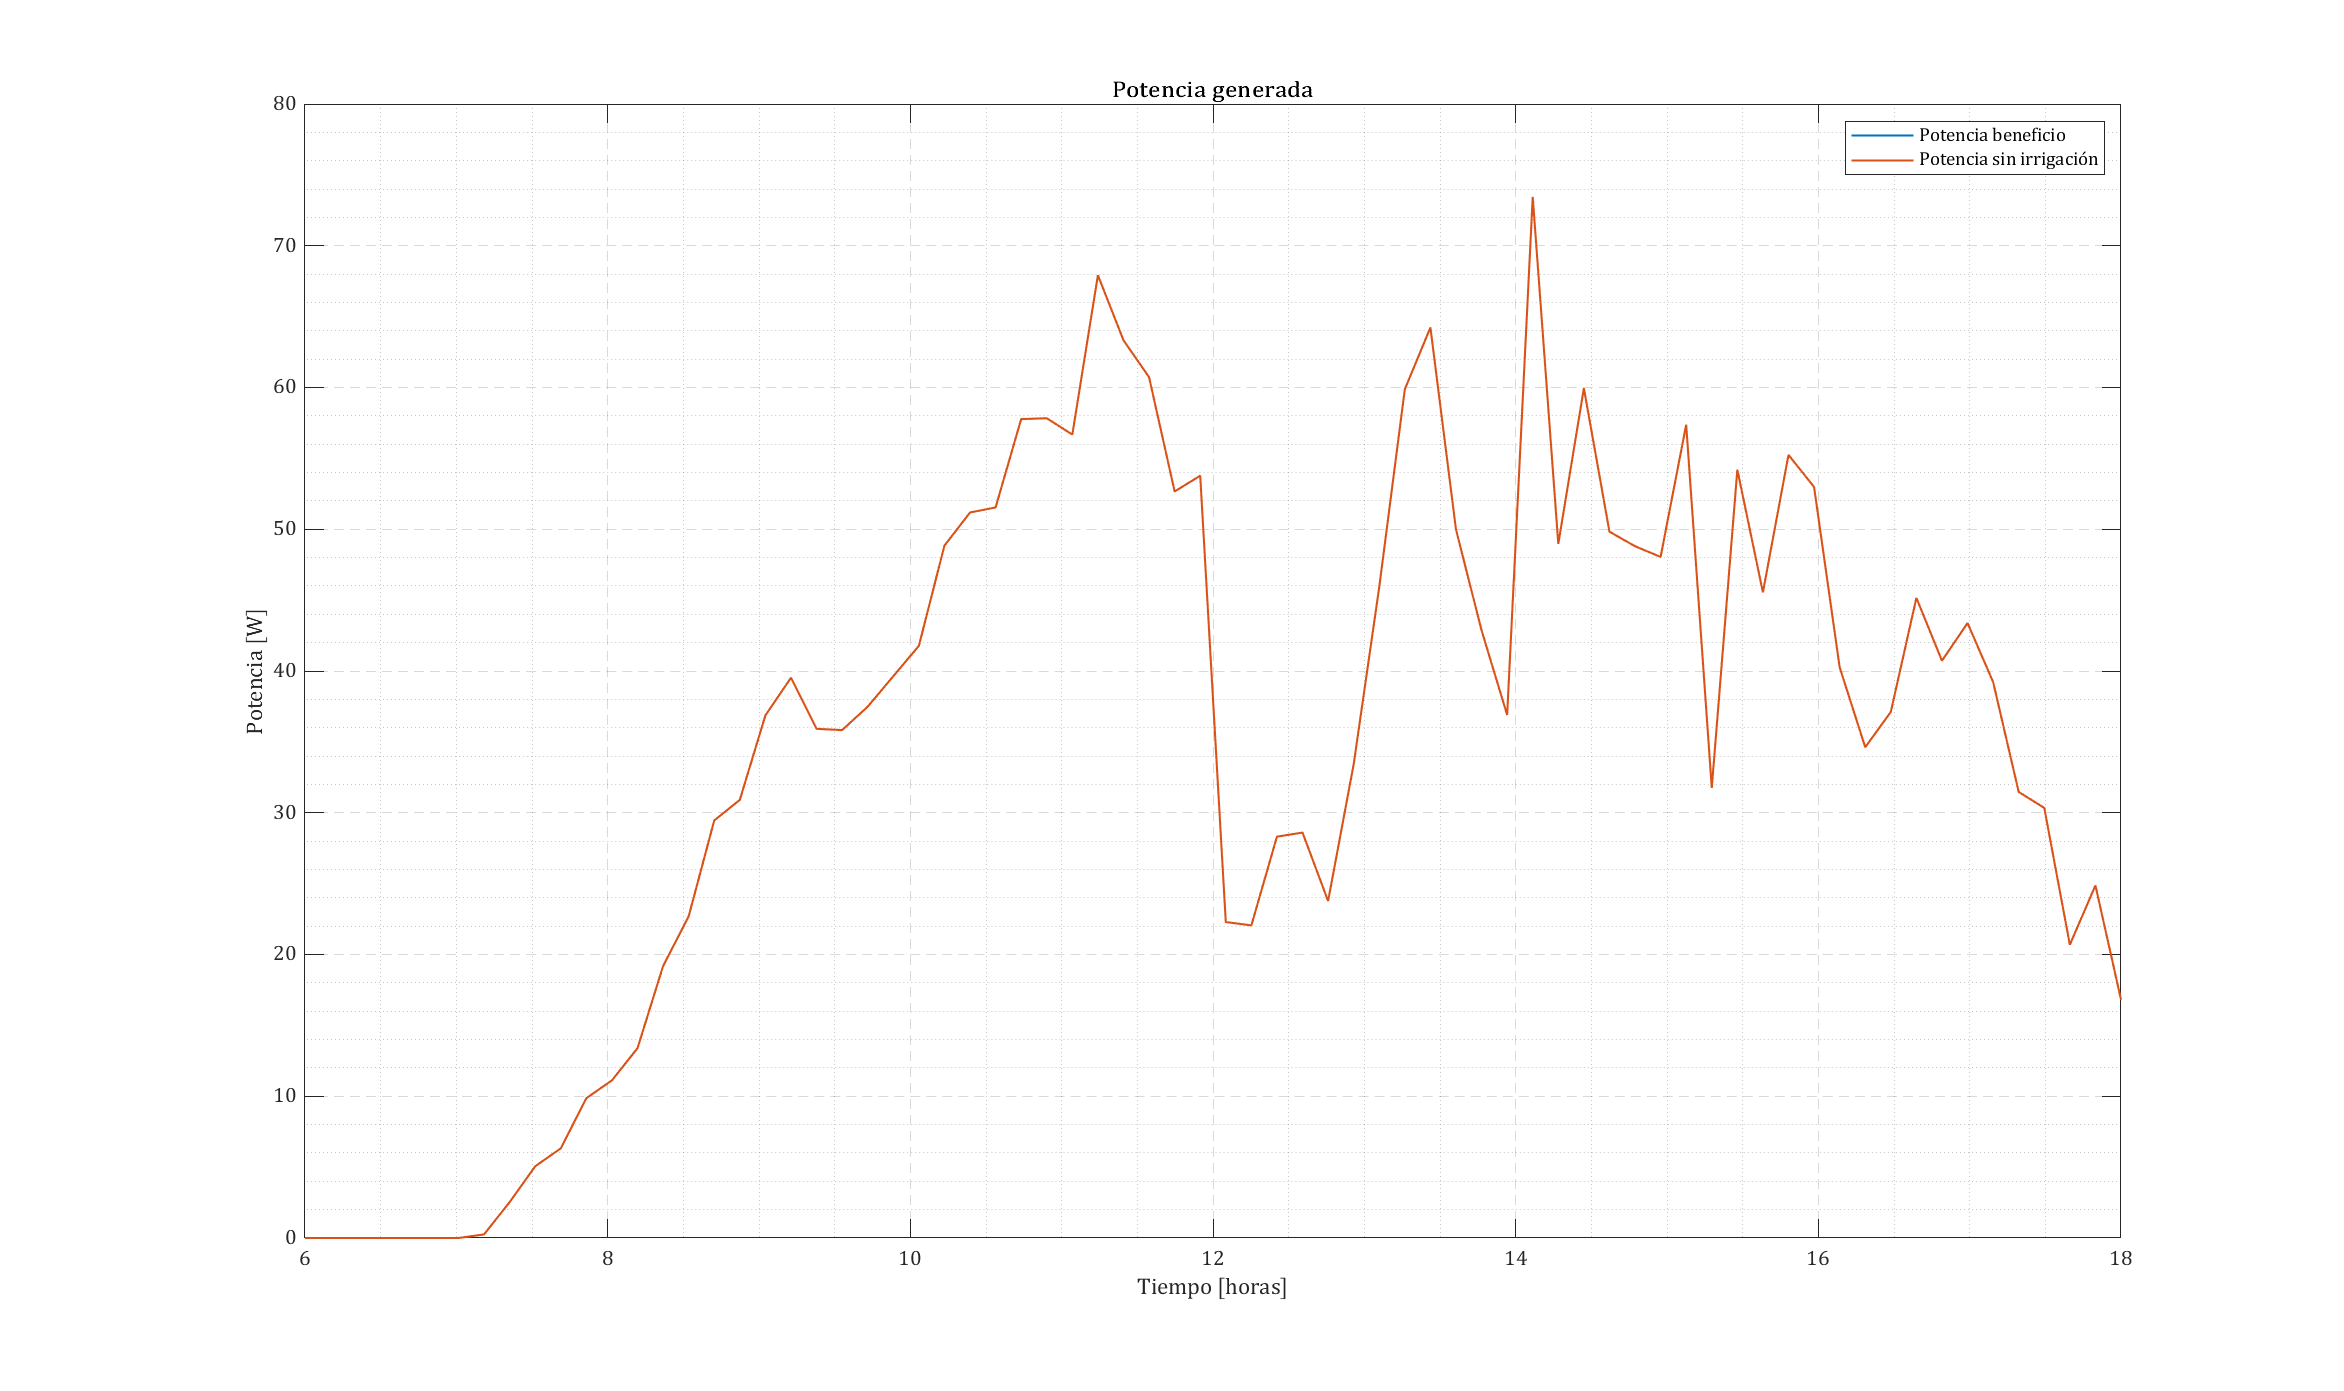 Potencia generada
Potencia beneficio
Potencia sin irrigación
80
70
60
50
40
30
20
10
0
Potencia [W]
6 8 10 12 14 16 18
Tiempo [horas]